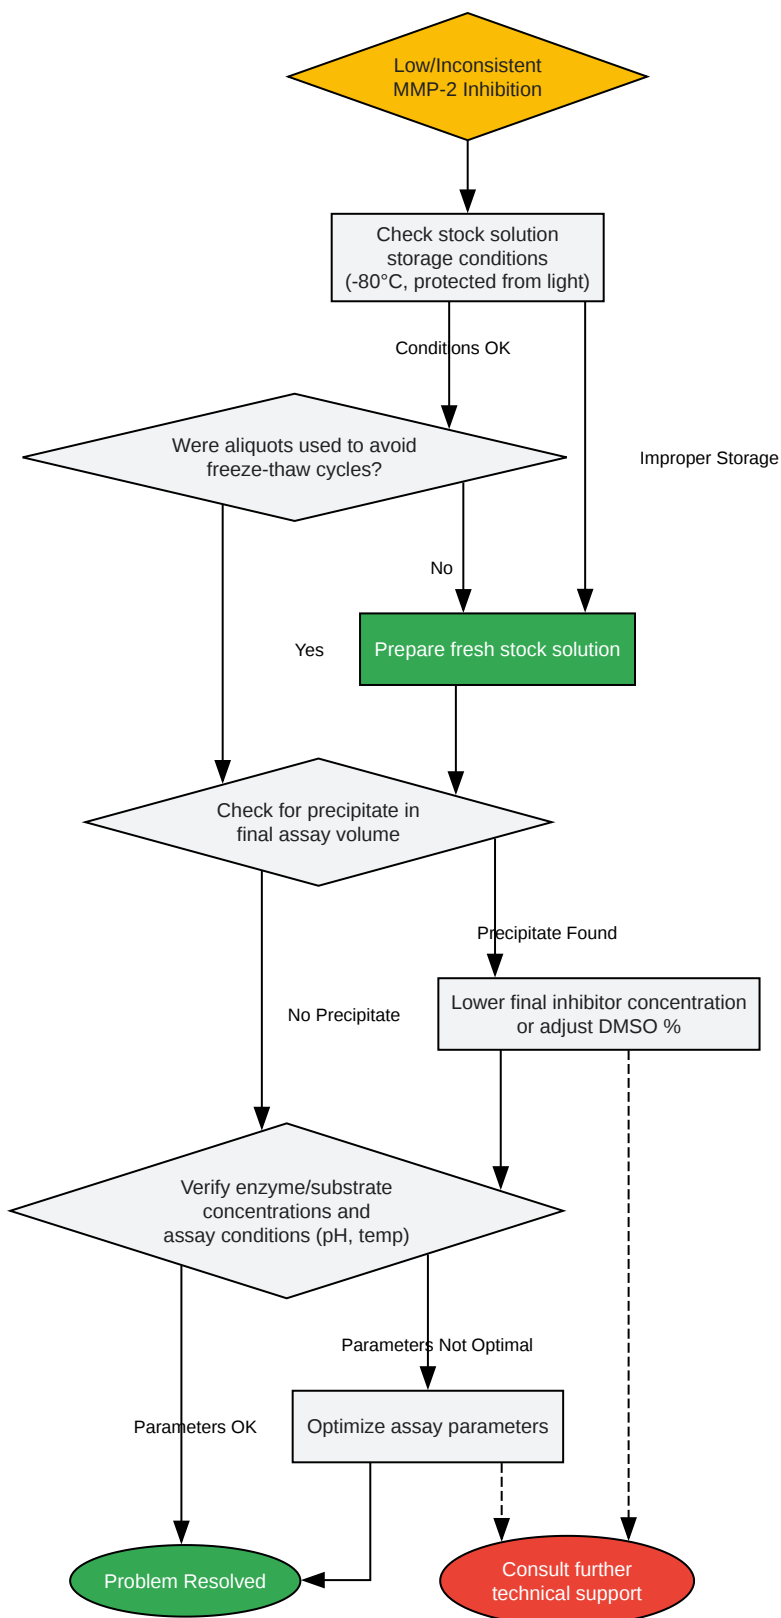 Low/Inconsistent
MMP-2 Inhibition
Check stock solution
storage conditions
(-80°C, protected from light)
Conditions OK
Were aliquots used to avoid
freeze-thaw cycles?
Improper Storage
No
Yes
Prepare fresh stock solution
Check for precipitate in
final assay volume
Precipitate Found
No Precipitate
Lower final inhibitor concentration
or adjust DMSO %
Verify enzyme/substrate
concentrations and
assay conditions (pH, temp)
Parameters Not Optimal
Parameters OK
Optimize assay parameters
Problem Resolved
Consult further
technical support